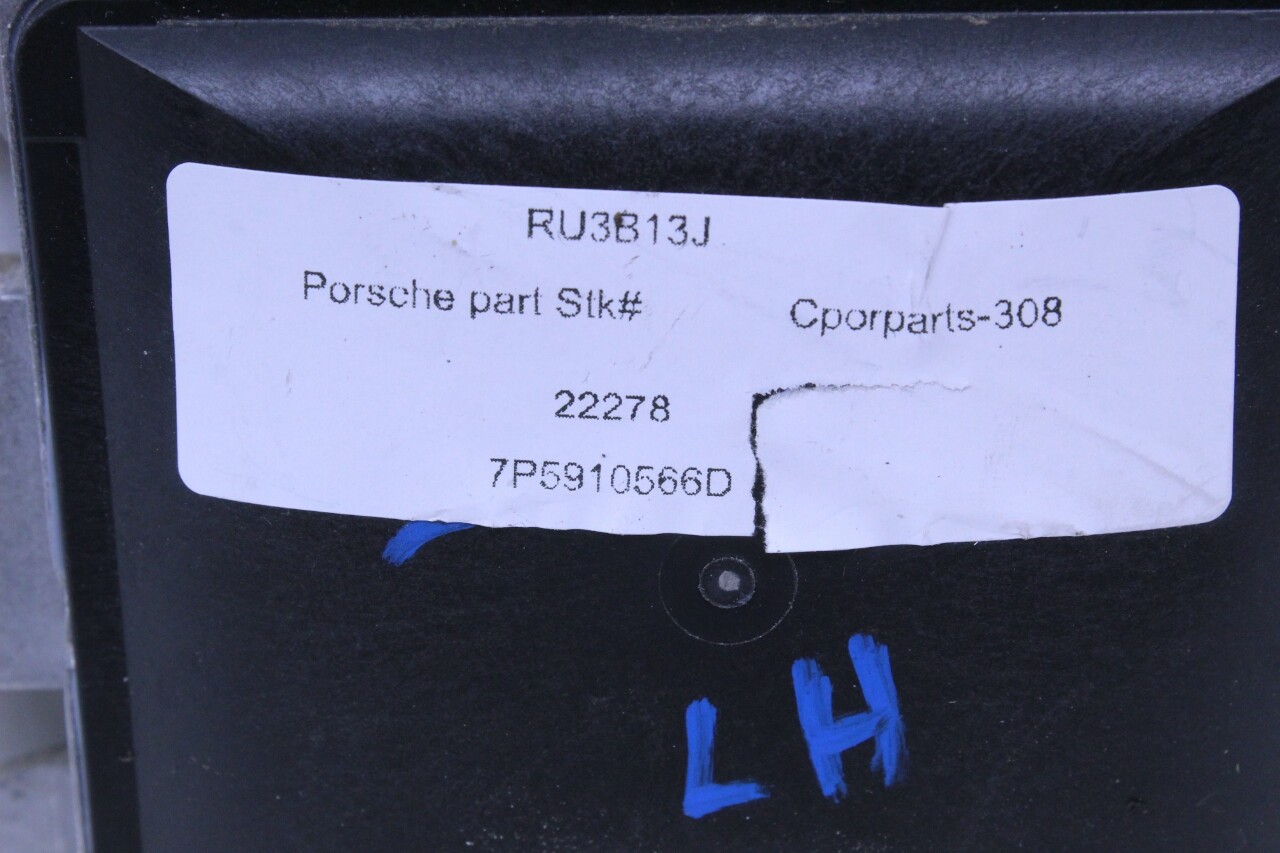 RU3B13J
Porsche part Stk# Cporparts-308
22278
7P5910566D
LH